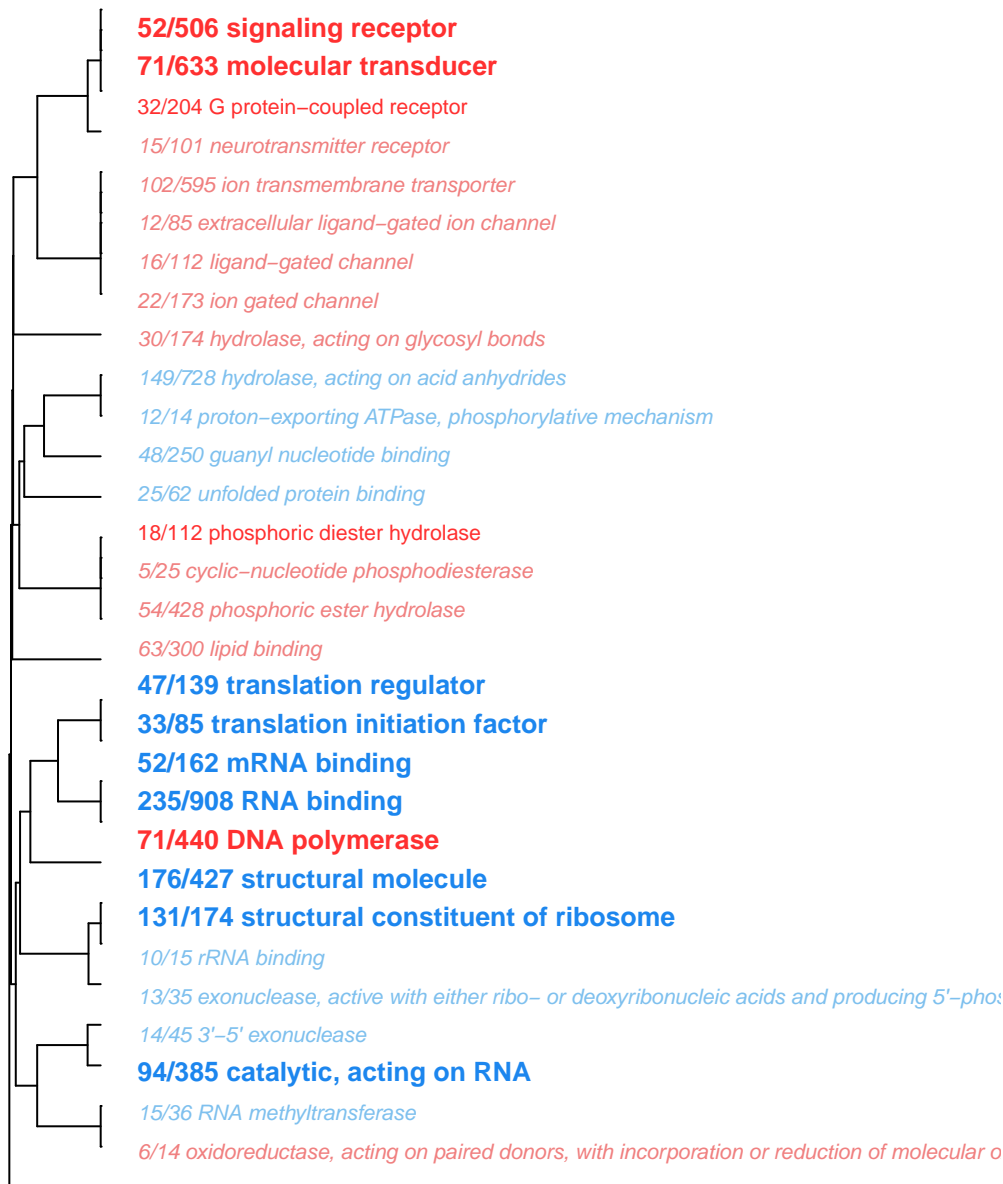 52/506 signaling receptor
71/633 molecular transducer
32/204 G protein−coupled receptor
15/101 neurotransmitter receptor
102/595 ion transmembrane transporter
12/85 extracellular ligand−gated ion channel
16/112 ligand−gated channel
22/173 ion gated channel
30/174 hydrolase, acting on glycosyl bonds
149/728 hydrolase, acting on acid anhydrides
12/14 proton−exporting ATPase, phosphorylative mechanism
48/250 guanyl nucleotide binding
25/62 unfolded protein binding
18/112 phosphoric diester hydrolase
5/25 cyclic−nucleotide phosphodiesterase
54/428 phosphoric ester hydrolase
63/300 lipid binding
47/139 translation regulator
33/85 translation initiation factor
52/162 mRNA binding
235/908 RNA binding
71/440 DNA polymerase
176/427 structural molecule
131/174 structural constituent of ribosome
10/15 rRNA binding
13/35 exonuclease, active with either ribo− or deoxyribonucleic acids and producing 5'−phos
14/45 3'−5' exonuclease
94/385 catalytic, acting on RNA
15/36 RNA methyltransferase
6/14 oxidoreductase, acting on paired donors, with incorporation or reduction of molecular o